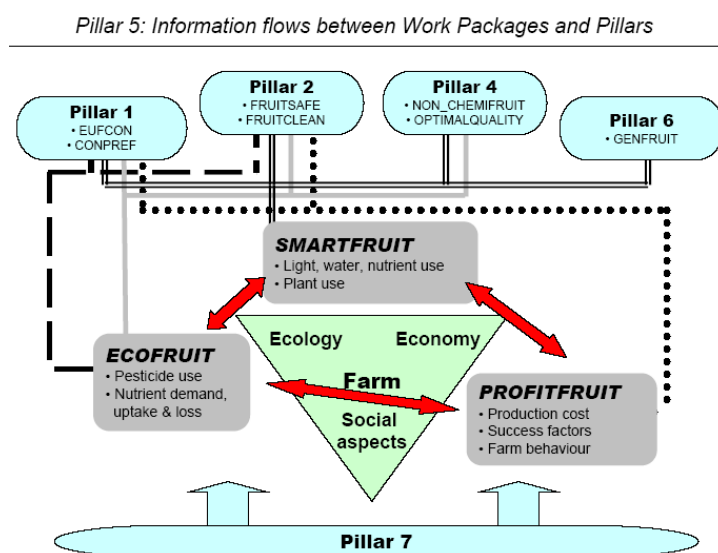 Pillar 5: Information flows between Work Packages and Pillars
Pillar 1
• EUFCON
• CONPREF
Pillar 2
• FRUITSAFE
• FRUITCLEAN
Pillar 4
• NON_CHEMIFRUIT
• OPTIMALQUALITY
Pillar 6
• GENFRUIT
SMARTFRUIT
• Light, water, nutrient use
• Plant use
Ecology
Economy
ECOFRUIT
• Pesticide use
• Nutrient demand,
uptake & loss
Farm
Social
aspects
PROFITFRUIT
• Production cost
• Success factors
• Farm behaviour
Pillar 7